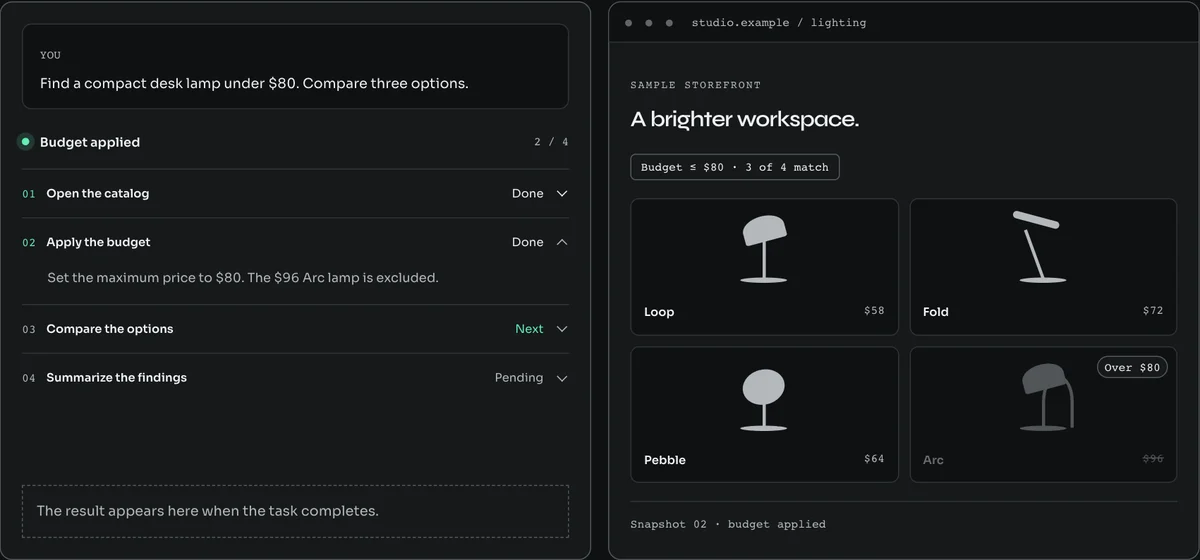 YOU
Find a compact desk lamp under $80. Compare three options.
Budget applied
2 / 4
01 Open the catalog Done
02 Apply the budget Done
Set the maximum price to $80. The $96 Arc lamp is excluded.
03 Compare the options Next
04 Summarize the findings Pending
The result appears here when the task completes.
studio.example / lighting
SAMPLE STOREFRONT
A brighter workspace.
Budget ≤ $80 · 3 of 4 match
Loop $58
Fold $72
Pebble $64
Over $80
Arc $96
Snapshot 02 · budget applied